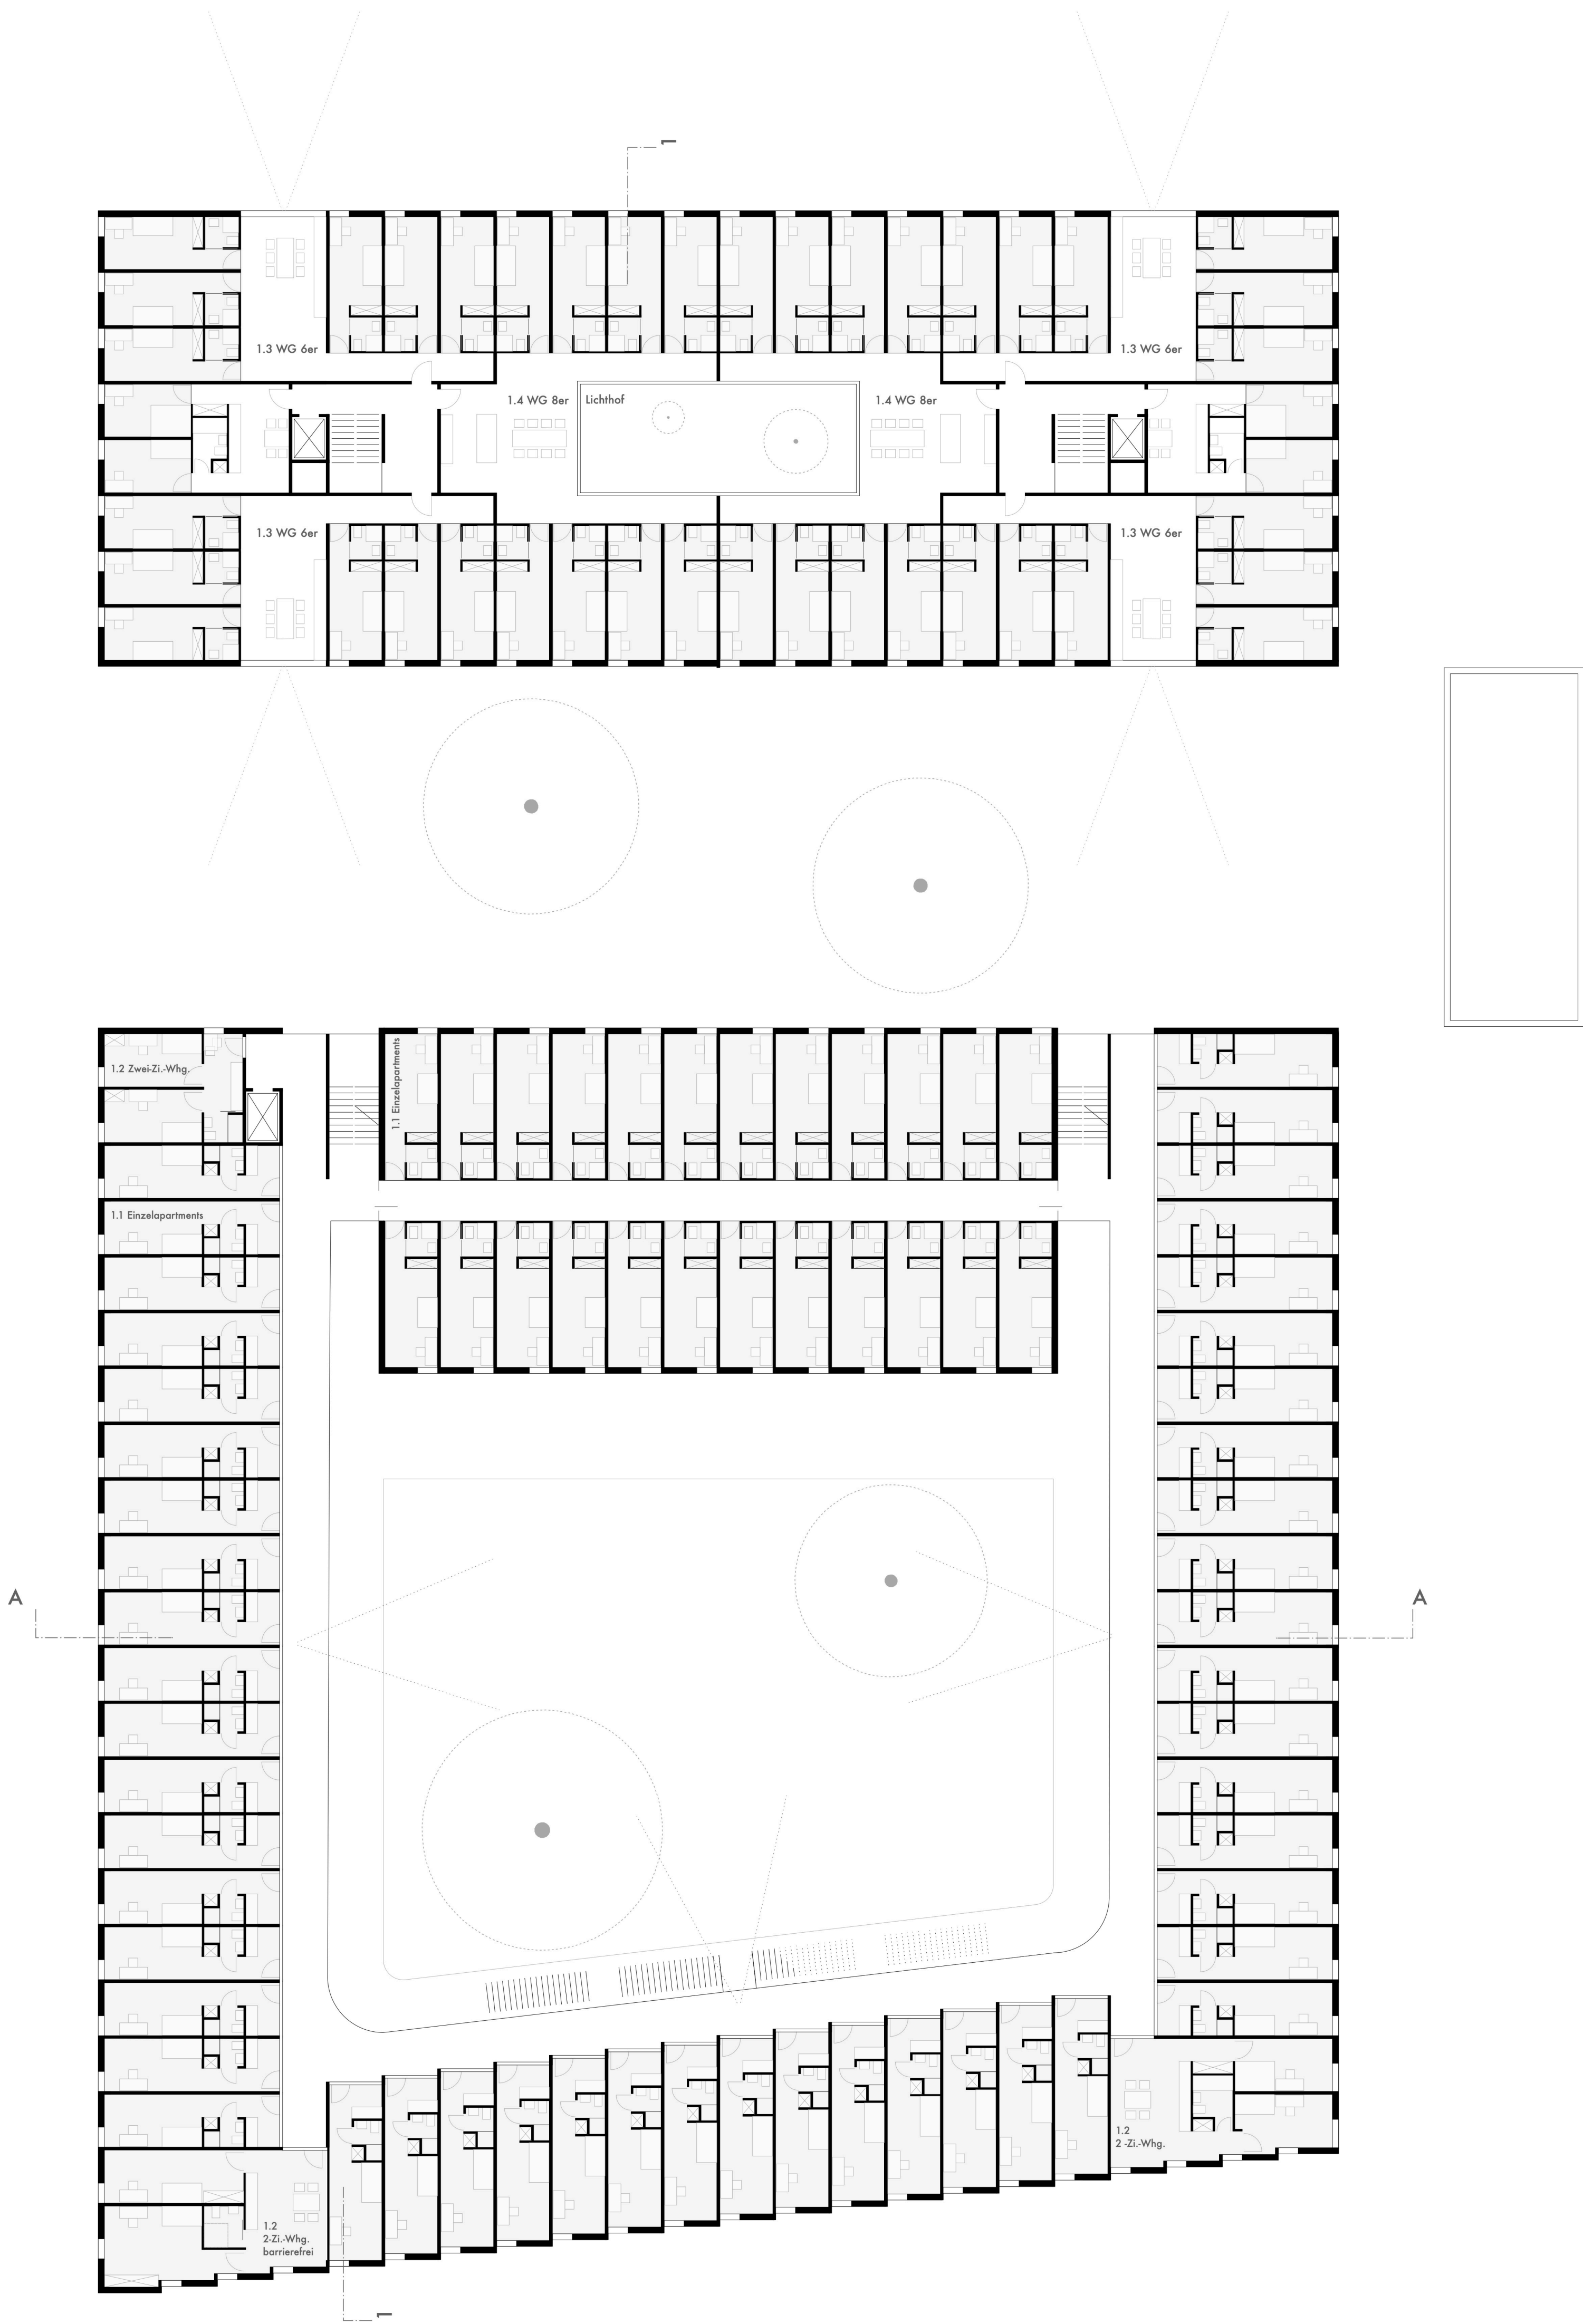 1
1.3 WG 6er
1.3 WG 6er
1.4 WG 8er
Lichthof
1.4 WG 8er
1.3 WG 6er
1.3 WG 6er
1.1 Einzelapartments
1.2 Zwei-Zi.-Whg.
1.1 Einzelapartments
A
A
1.2
2 -Zi.-Whg.
1.2
2-Zi.-Whg.
barrierefrei
1